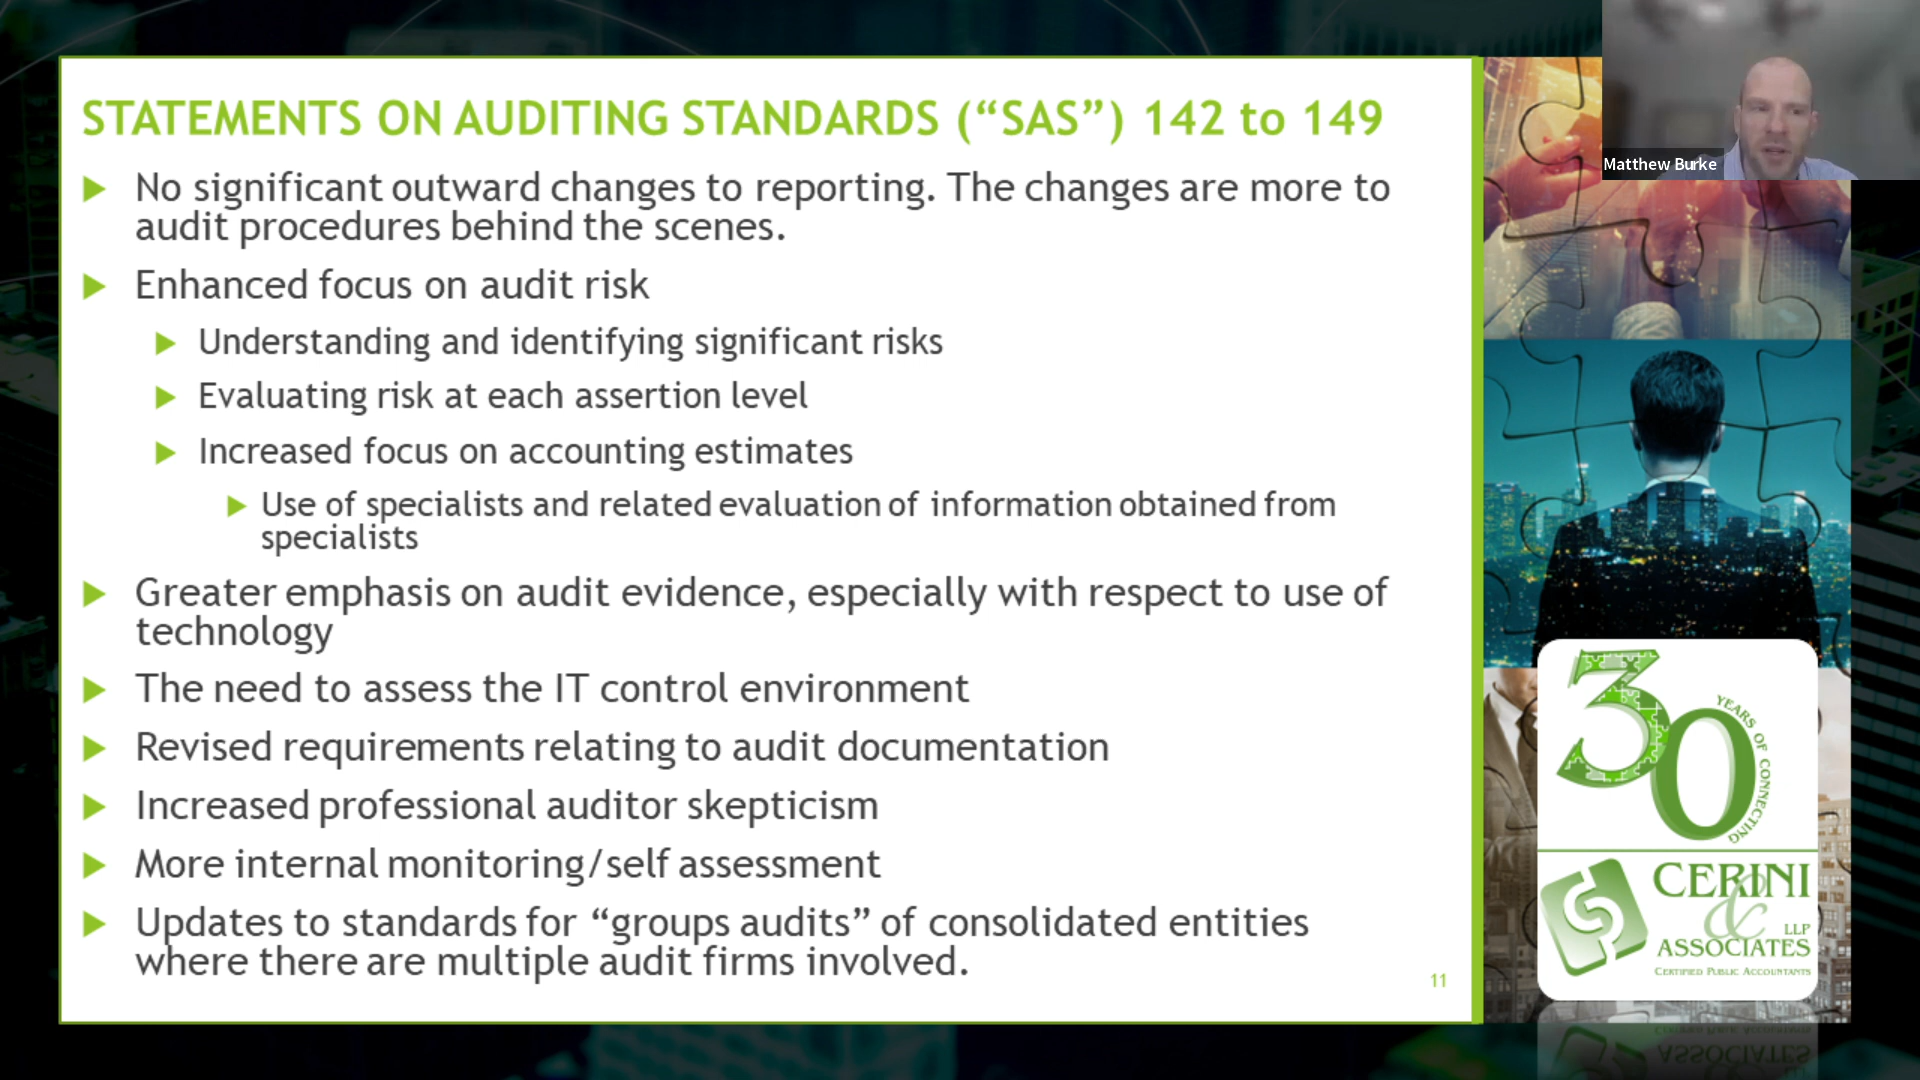 STATEMENTS ON AUDITING STANDARDS (“SAS”) 142 to 149
No significant outward changes to reporting. The changes are more to
audit procedures behind the scenes.
Enhanced focus on audit risk
Understanding and identifying significant risks
Evaluating risk at each assertion level
Increased focus on accounting estimates
Use of specialists and related evaluation of information obtained from
specialists
Greater emphasis on audit evidence, especially with respect to use of
technology
The need to assess the IT control environment
Revised requirements relating to audit documentation
Increased professional auditor skepticism
More internal monitoring/self assessment
Updates to standards for “groups audits” of consolidated entities
where there are multiple audit firms involved.
11
Matthew Burke
30
YEARS OF CONNECTING
CERINI
&
LLP
ASSOCIATES
CERTIFIED PUBLIC ACCOUNTANTS